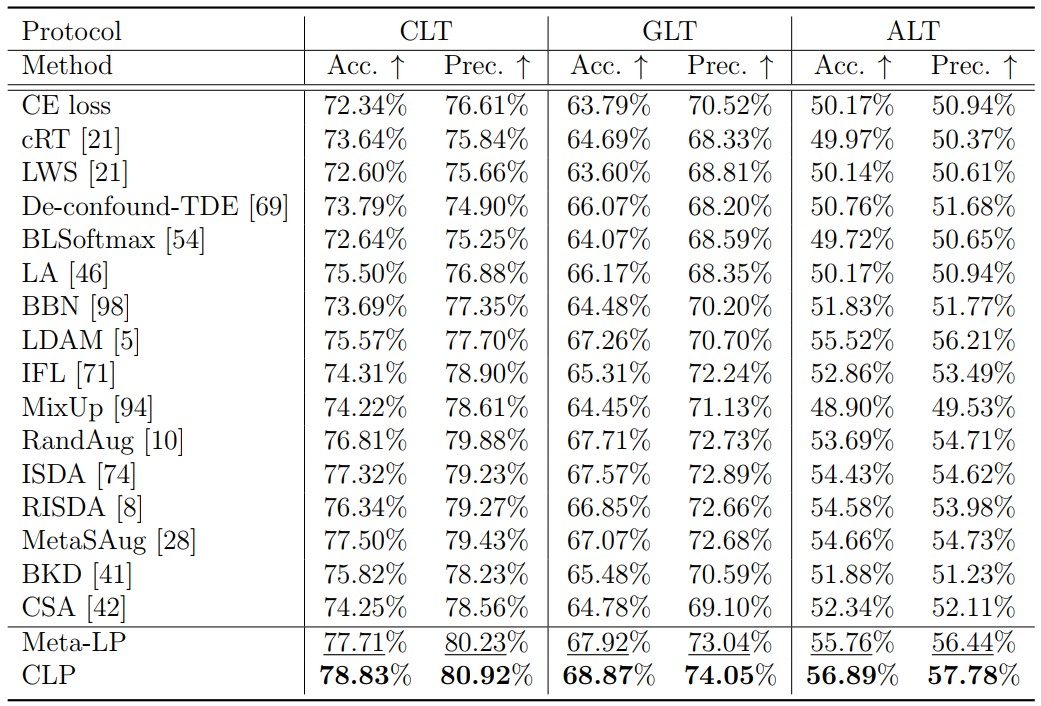 Protocol CLT GLT ALT
Method Acc. ↑ Prec. ↑ Acc. ↑ Prec. ↑ Acc. ↑ Prec. ↑
CE loss 72.34% 76.61% 63.79% 70.52% 50.17% 50.94%
cRT [21] 73.64% 75.84% 64.69% 68.33% 49.97% 50.37%
LWS [21] 72.60% 75.66% 63.60% 68.81% 50.14% 50.61%
De-confound-TDE [69] 73.79% 74.90% 66.07% 68.20% 50.76% 51.68%
BLSoftmax [54] 72.64% 75.25% 64.07% 68.59% 49.72% 50.65%
LA [46] 75.50% 76.88% 66.17% 68.35% 50.17% 50.94%
BBN [98] 73.69% 77.35% 64.48% 70.20% 51.83% 51.77%
LDAM [5] 75.57% 77.70% 67.26% 70.70% 55.52% 56.21%
IFL [71] 74.31% 78.90% 65.31% 72.24% 52.86% 53.49%
MixUp [94] 74.22% 78.61% 64.45% 71.13% 48.90% 49.53%
RandAug [10] 76.81% 79.88% 67.71% 72.73% 53.69% 54.71%
ISDA [74] 77.32% 79.23% 67.57% 72.89% 54.43% 54.62%
RISDA [8] 76.34% 79.27% 66.85% 72.66% 54.58% 53.98%
MetaSAug [28] 77.50% 79.43% 67.07% 72.68% 54.66% 54.73%
BKD [41] 75.82% 78.23% 65.48% 70.59% 51.88% 51.23%
CSA [42] 74.25% 78.56% 64.78% 69.10% 52.34% 52.11%
Meta-LP 77.71% 80.23% 67.92% 73.04% 55.76% 56.44%
CLP 78.83% 80.92% 68.87% 74.05% 56.89% 57.78%